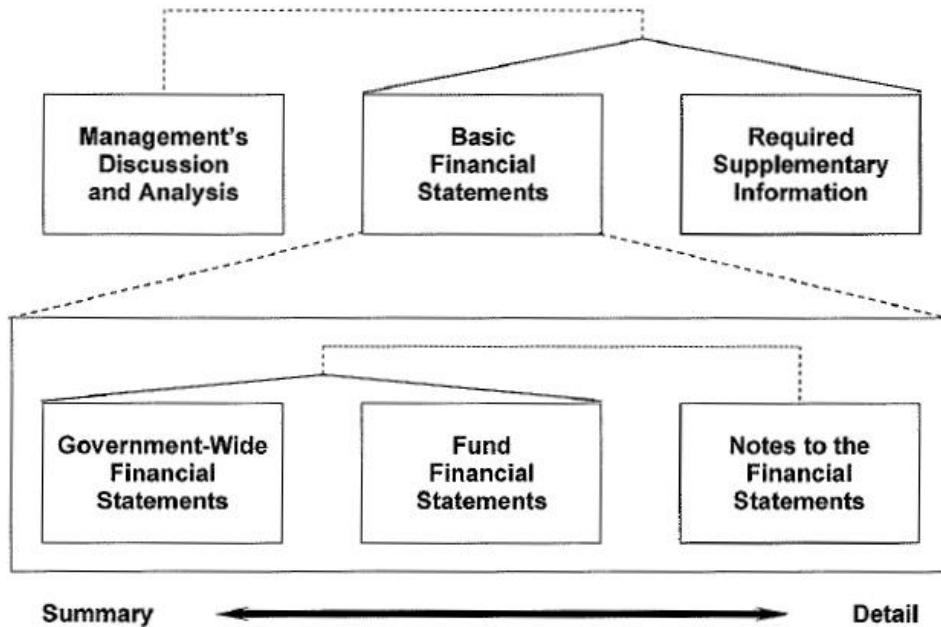 Management's
Discussion
and Analysis
Basic
Financial
Statements
Required
Supplementary
Information
Government-Wide
Financial
Statements
Fund
Financial
Statements
Notes to the
Financial
Statements
Summary
Detail